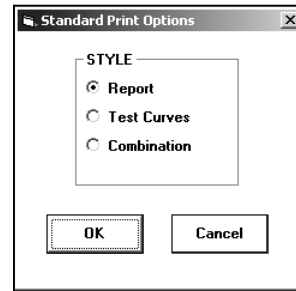 Standard Print Options
STYLE
Report
Test Curves
Combination
OK Cancel